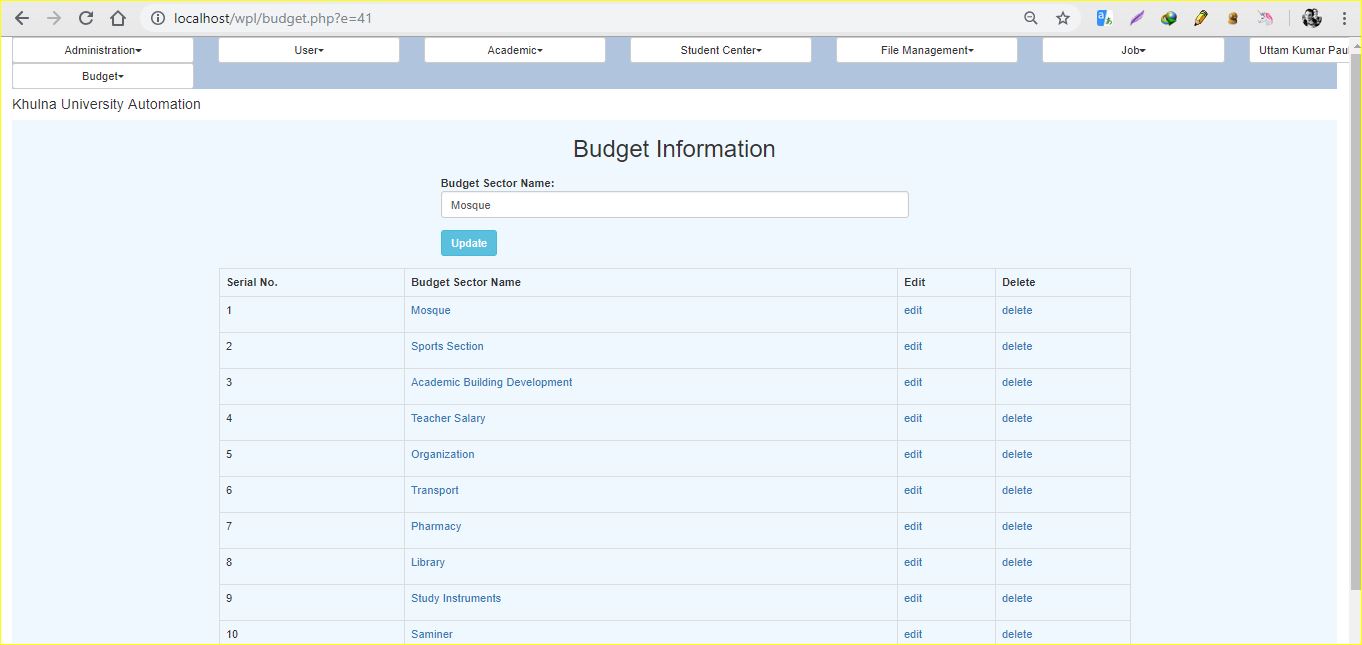 localhost/wpl/budget.php?e=41
Administration User Academic Student Center File Management Job Uttam Kumar Pau
Budget
Khulna University Automation
Budget Information
Budget Sector Name:
Mosque
Update
Serial No. Budget Sector Name Edit Delete
1 Mosque edit delete
2 Sports Section edit delete
3 Academic Building Development edit delete
4 Teacher Salary edit delete
5 Organization edit delete
6 Transport edit delete
7 Pharmacy edit delete
8 Library edit delete
9 Study Instruments edit delete
10 Saminer edit delete